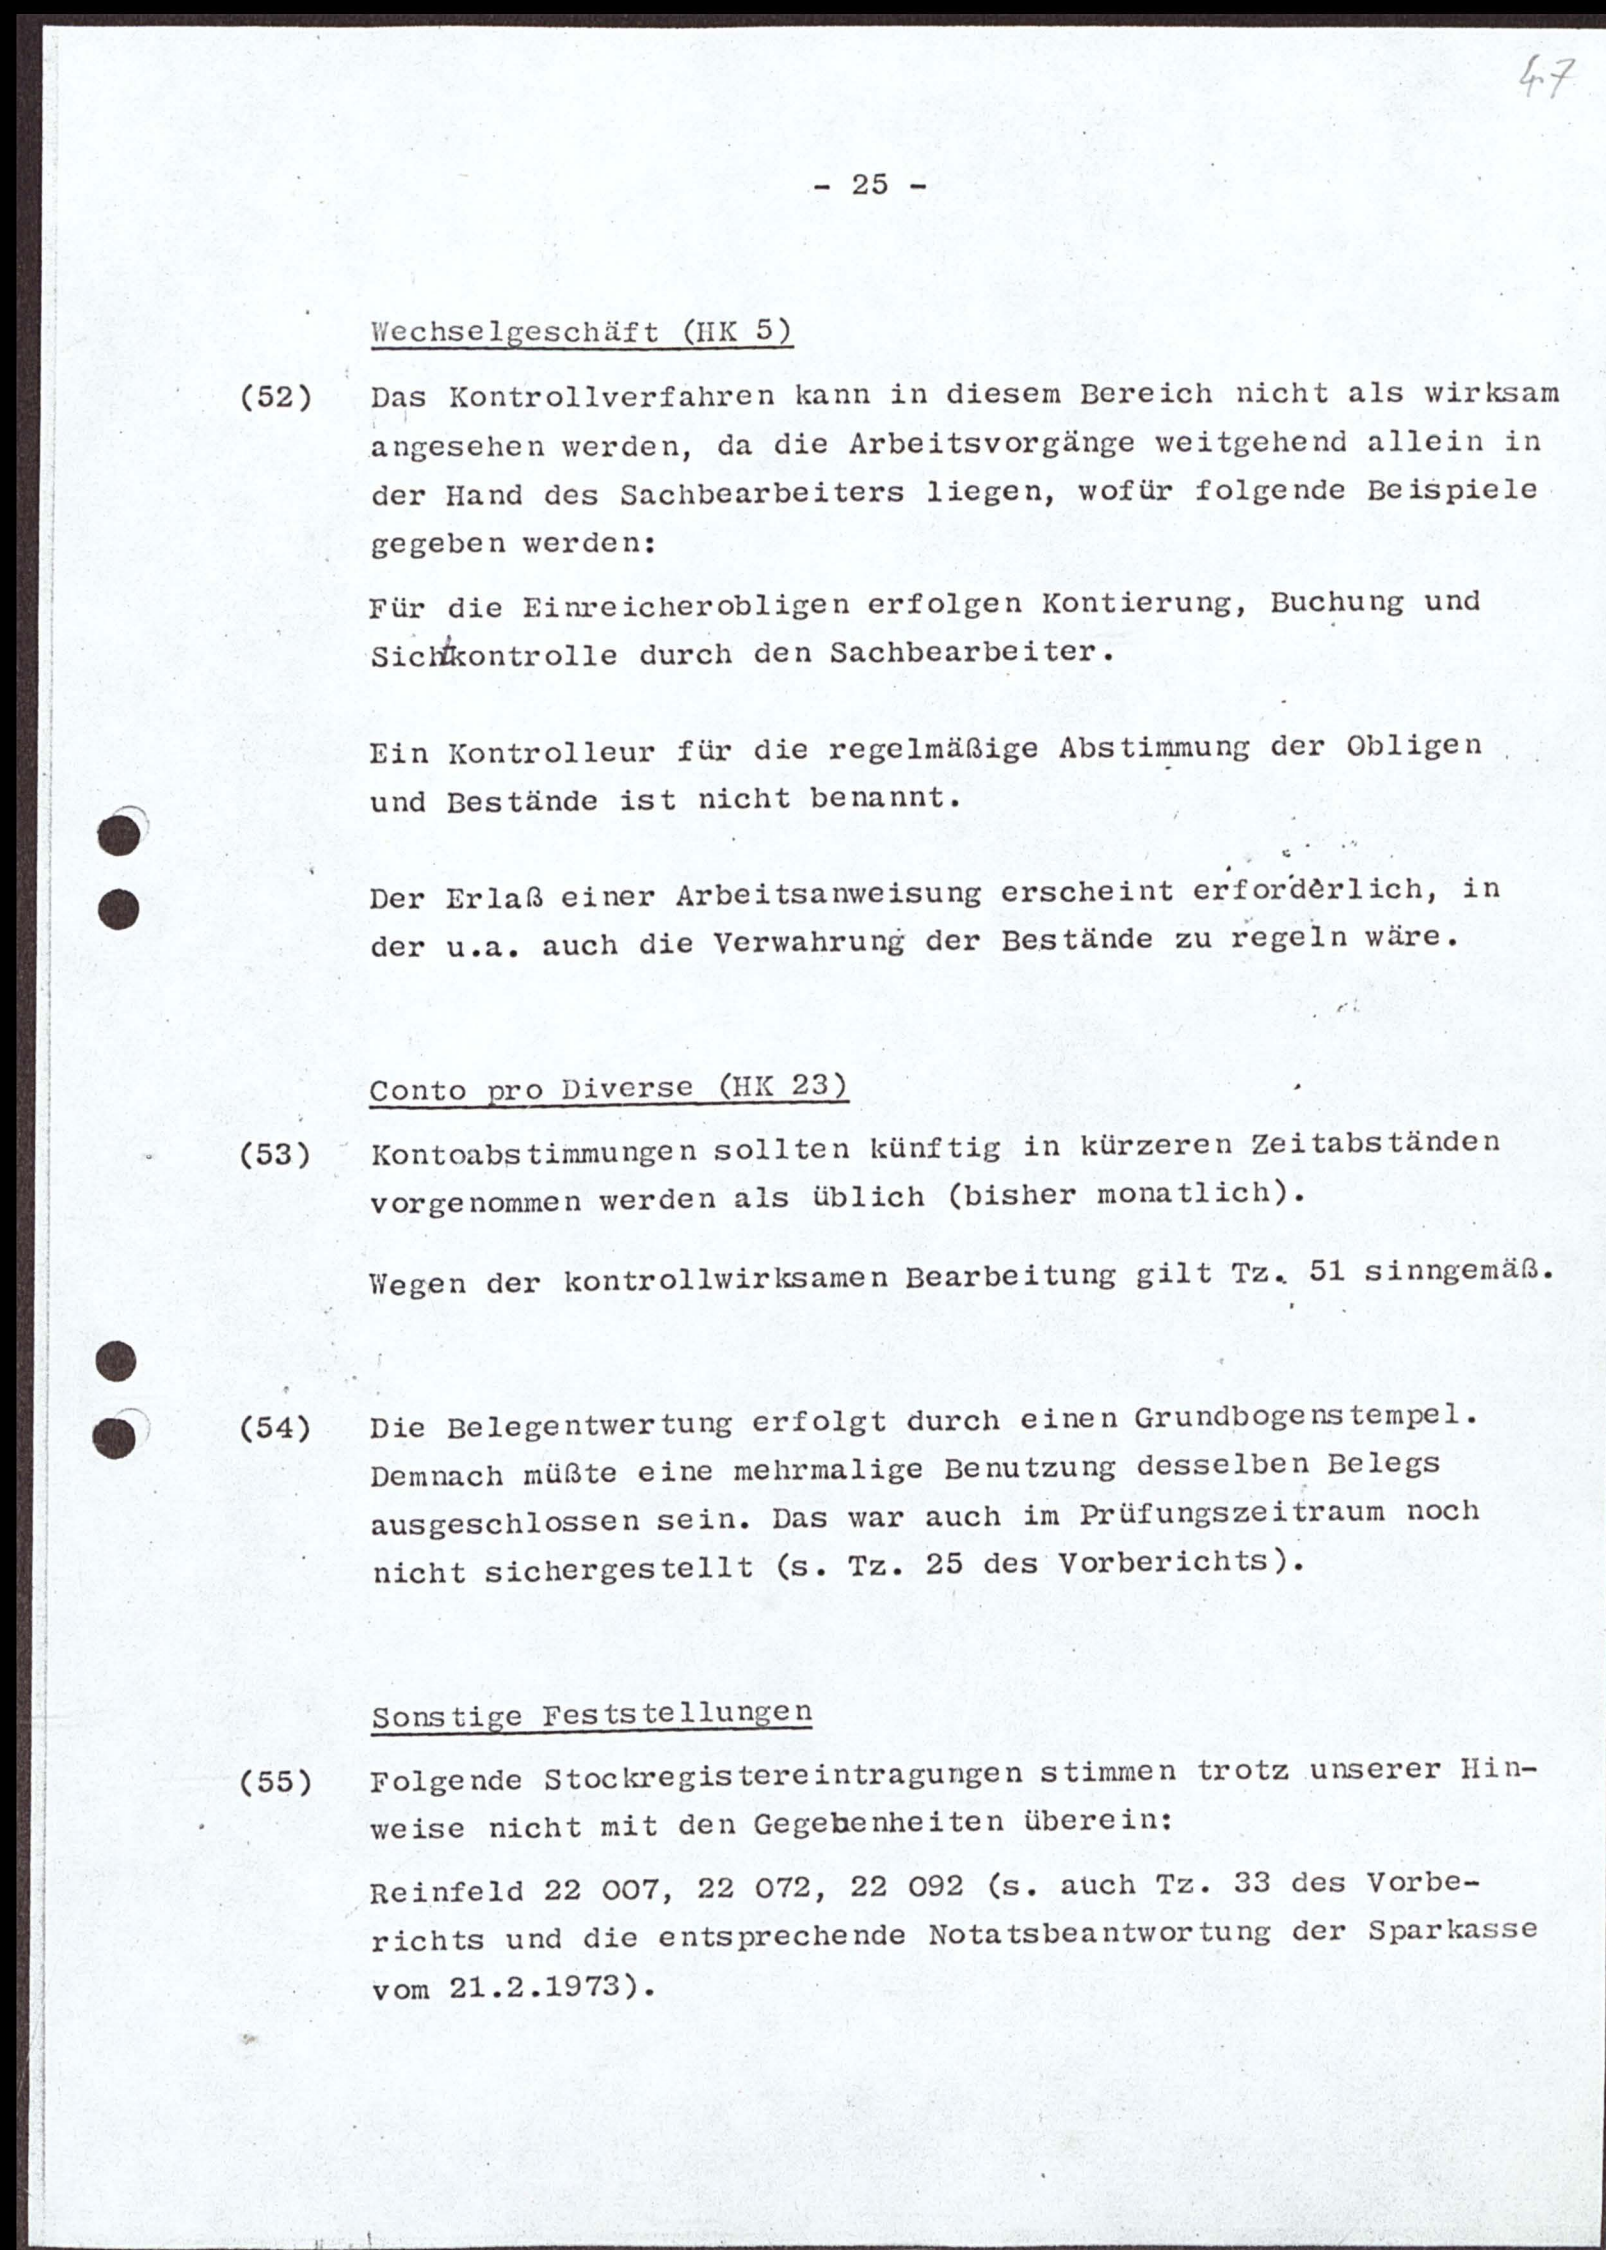 47
- 25 -
Wechselgeschäft (HK 5)
(52) Das Kontrollverfahren kann in diesem Bereich nicht als wirksam
angesehen werden, da die Arbeitsvorgänge weitgehend allein in
der Hand des Sachbearbeiters liegen, wofür folgende Beispiele
gegeben werden:
Für die Einreicherobligen erfolgen Kontierung, Buchung und
Sichtkontrolle durch den Sachbearbeiter.
Ein Kontrolleur für die regelmäßige Abstimmung der Obligen
und Bestände ist nicht benannt.
Der Erlaß einer Arbeitsanweisung erscheint erforderlich, in
der u.a. auch die Verwahrung der Bestände zu regeln wäre.
Conto pro Diverse (HK 23)
(53) Kontoabstimmungen sollten künftig in kürzeren Zeitabständen
vorgenommen werden als üblich (bisher monatlich).
Wegen der kontrollwirksamen Bearbeitung gilt Tz. 51 sinngemäß.
(54) Die Belegentwertung erfolgt durch einen Grundbogenstempel.
Demnach müßte eine mehrmalige Benutzung desselben Belegs
ausgeschlossen sein. Das war auch im Prüfungszeitraum noch
nicht sichergestellt (s. Tz. 25 des Vorberichts).
Sonstige Feststellungen
(55) Folgende Stockregistereintragungen stimmen trotz unserer Hin-
weise nicht mit den Gegebenheiten überein:
Reinfeld 22 007, 22 072, 22 092 (s. auch Tz. 33 des Vorbe-
richts und die entsprechende Notatsbeantwortung der Sparkasse
vom 21.2.1973).